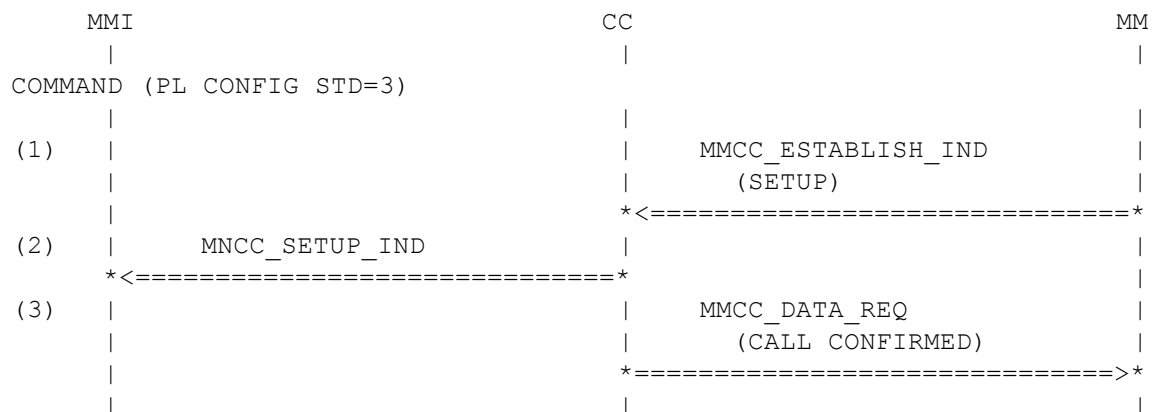 MMI CC MM
| | |
COMMAND (PL CONFIG STD=3)
| | |
(1) | | MMCC_ESTABLISH_IND |
| | (SETUP) |
| *<==============================*
(2) | MNCC_SETUP_IND | |
*<==============================* |
(3) | | MMCC_DATA_REQ |
| | (CALL CONFIRMED) |
| *==============================>*
| | |